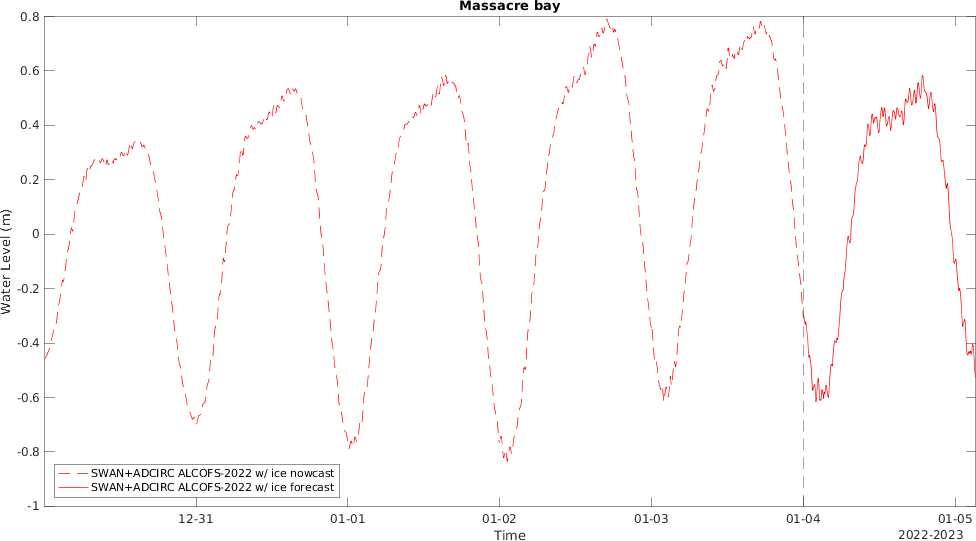 Massacre bay
0.8
0.6
0.4
0.2
0
-0.2
-0.4
-0.6
-0.8
-1
Water Level (m)
SWAN+ADCIRC ALCOFS-2022 w/ ice nowcast
SWAN+ADCIRC ALCOFS-2022 w/ ice forecast
12-31 01-01 01-02 01-03 01-04 01-05
Time
2022-2023